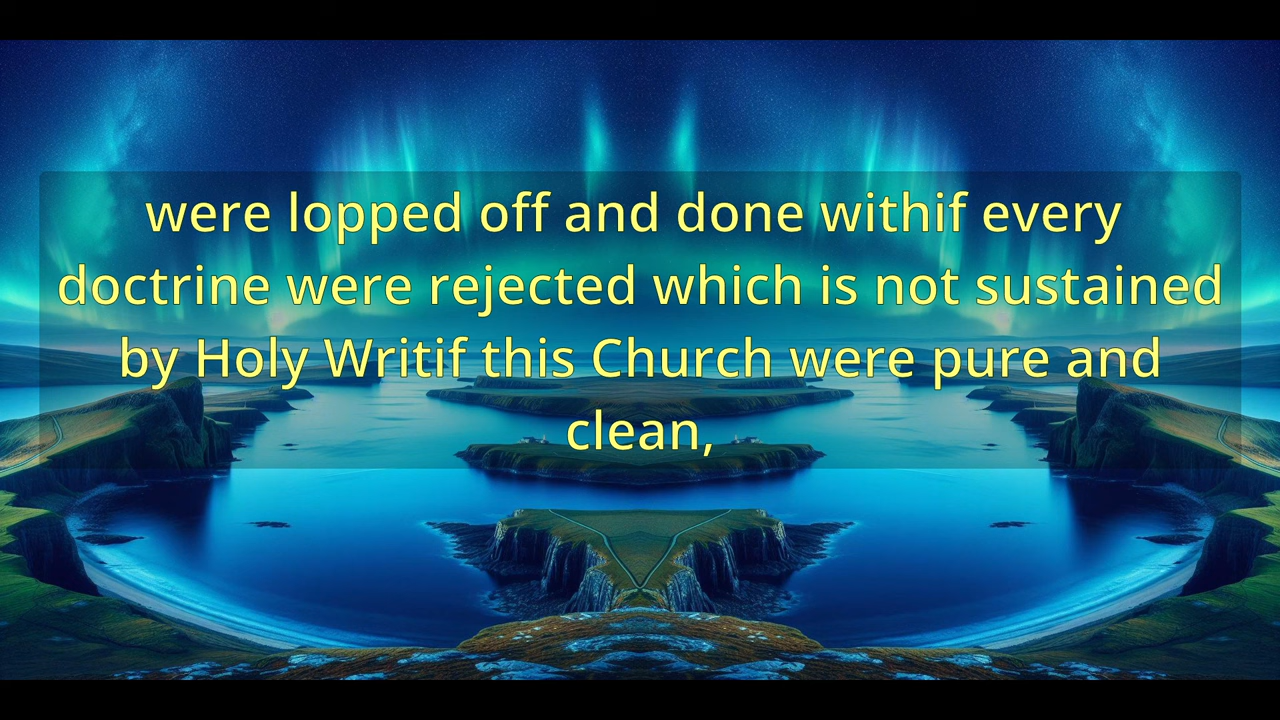 were lopped off and done withif every
doctrine were rejected which is not sustained
by Holy Writif this Church were pure and
clean,